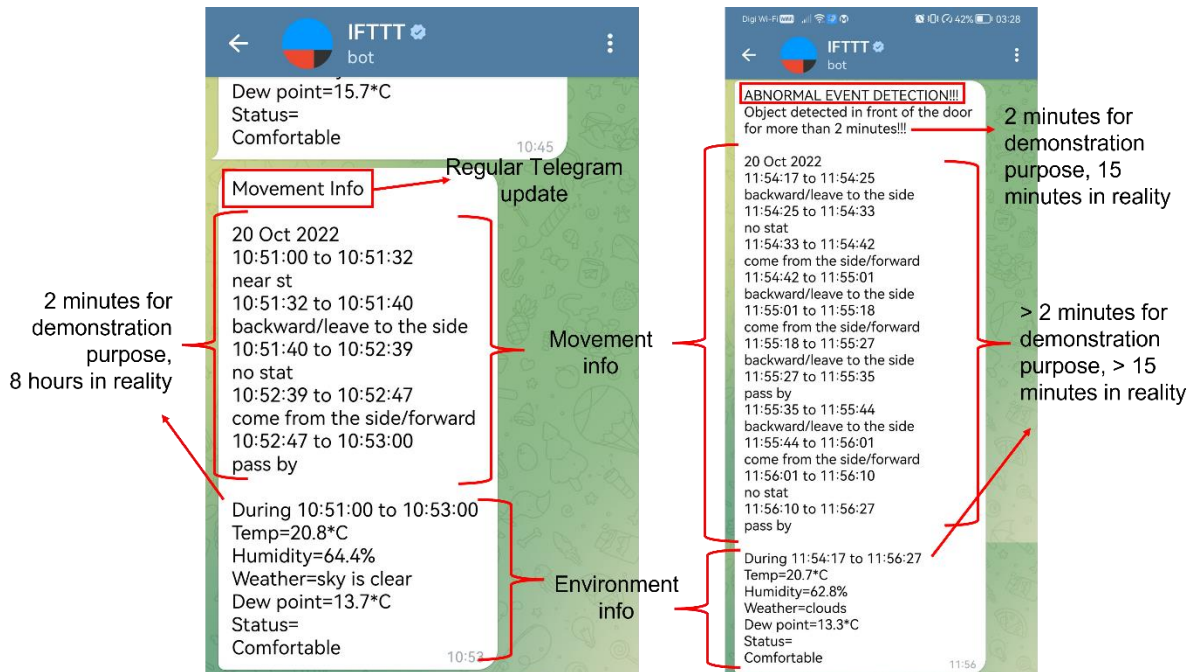 IFTTT
bot
Dew point=15.7*C
Status=
Comfortable
10:45
Movement Info
Regular Telegram
update
20 Oct 2022
10:51:00 to 10:51:32
near st
10:51:32 to 10:51:40
backward/leave to the side
10:51:40 to 10:52:39
no stat
10:52:39 to 10:52:47
come from the side/forward
10:52:47 to 10:53:00
pass by
During 10:51:00 to 10:53:00
Temp=20.8*C
Humidity=64.4%
Weather=sky is clear
Dew point=13.7*C
Status=
Comfortable
10:53
2 minutes for
demonstration
purpose,
8 hours in reality
Movement
info
Environment
info
Digi Wi-Fi
42%
03:28
IFTTT
bot
ABNORMAL EVENT DETECTION!!!
Object detected in front of the door
for more than 2 minutes!!!
20 Oct 2022
11:54:17 to 11:54:25
backward/leave to the side
11:54:25 to 11:54:33
no stat
11:54:33 to 11:54:42
come from the side/forward
11:54:42 to 11:55:01
backward/leave to the side
11:55:01 to 11:55:18
come from the side/forward
11:55:18 to 11:55:27
backward/leave to the side
11:55:27 to 11:55:35
pass by
11:55:35 to 11:55:44
backward/leave to the side
11:55:44 to 11:56:01
come from the side/forward
11:56:01 to 11:56:10
no stat
11:56:10 to 11:56:27
pass by
During 11:54:17 to 11:56:27
Temp=20.7*C
Humidity=62.8%
Weather=clouds
Dew point=13.3*C
Status=
Comfortable
11:56
2 minutes for
demonstration
purpose, 15
minutes in reality
> 2 minutes for
demonstration
purpose, > 15
minutes in reality